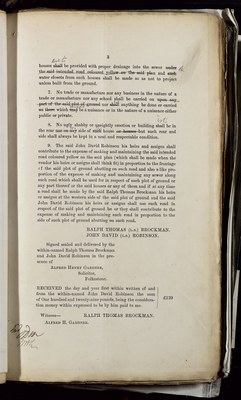 3
houses shall be provided with proper drainage into the sewer under the
the said intended road coloured yellow on the said plan and such
water closets from such houses shall be made so as not to project
unless built from the ground.
7. No trade or manufacture nor any business in the nature of a
trade or manufacture nor any school shall be carried on upon any
part of the said plot of ground nor shall anything be done or carried
on there which may be a nuisance or in the nature of a nuisance either
public or private.
8. No ugly shabby or unsightly erection or building shall be in
the rear nor on any side of said house or houses but such rear and
side shall always be kept in a neat and respectable condition.
9. The said John David Robinson his heirs and assigns shall
contribute to the expense of making and maintaining the said intended
road coloured yellow on the said plan (which shall be made when the
vendor his heirs or assigns shall think fit) in proportion to the frontage
of the said plot of ground abutting on such road and also a like pro-
portion of the expense of making and maintaining any sewer along
such road which shall be used for in respect of such plot of ground or
any part thereof or the said houses or any of them and if at any time
a road shall be made by the said Ralph Thomas Brockman his heirs
or assigns at the western side of the said plot of ground and the said
John David Robinson his heirs or assigns shall use such road in
respect of the said plot of ground he or they shall contribute to the
expense of making and maintaining such road in proportion to the
side of such plot of ground abutting on such road.
RALPH THOMAS (L.S.) BROCKMAN.
JOHN DAVID (L.S.) ROBINSON.
Signed sealed and delivered by the
within-named Ralph Thomas Brockman
and John David Robinson in the pre-
sence of
ALFRED HENRY GARDNER,
Solicitor,
Folkestone.
RECEIVED the day and year first within written of and
from the within-named John David Robinson the sum
of One hundred and twenty-nine pounds, being the considera-
tion money within expressed to be by him paid to me.
£129
Witness— RALPH THOMAS BROCKMAN.
ALFRED H. GARDNER.